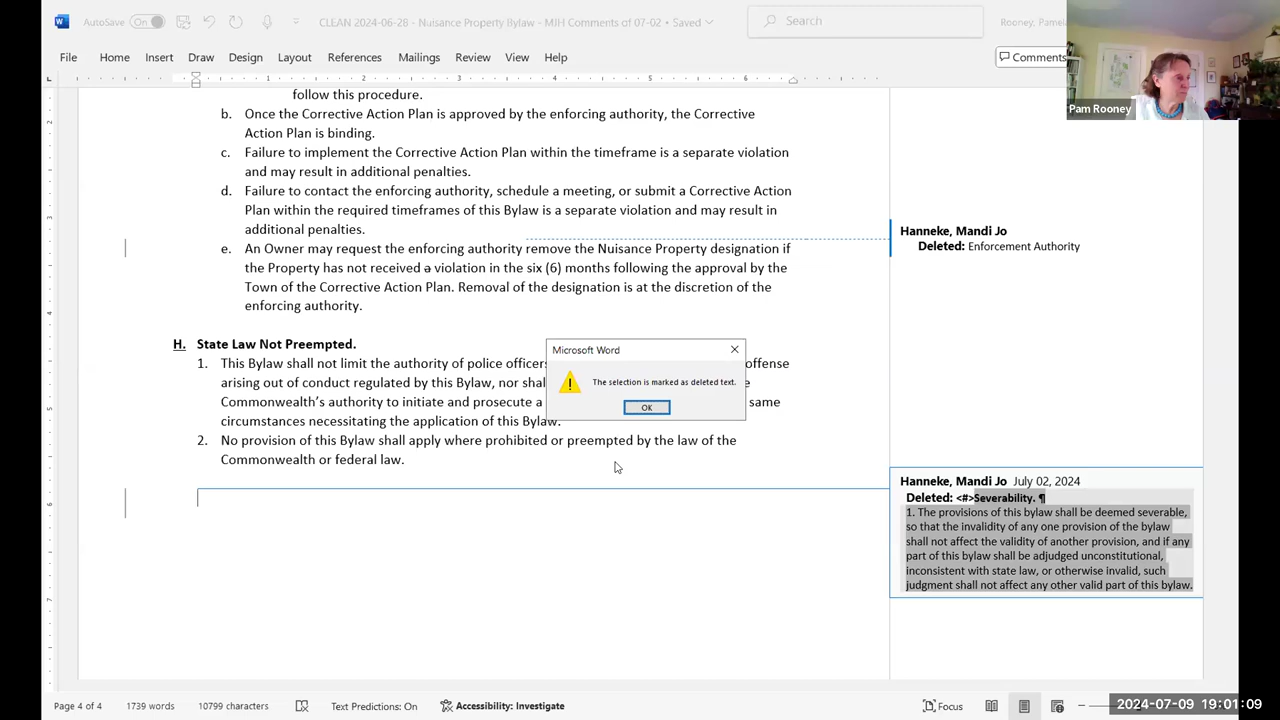 AutoSave
On
CLEAN 2024-06-28 - Nuisance Property Bylaw - MJH Comments of 07-02 • Saved
Search
Rooney, Pamela
File
Home
Insert
Draw
Design
Layout
References
Mailings
Review
View
Help
Comments
Pam Rooney
follow this procedure.
b. Once the Corrective Action Plan is approved by the enforcing authority, the Corrective
Action Plan is binding.
c. Failure to implement the Corrective Action Plan within the timeframe is a separate violation
and may result in additional penalties.
d. Failure to contact the enforcing authority, schedule a meeting, or submit a Corrective Action
Plan within the required timeframes of this Bylaw is a separate violation and may result in
additional penalties.
e. An Owner may request the enforcing authority remove the Nuisance Property designation if
the Property has not received a violation in the six (6) months following the approval by the
Town of the Corrective Action Plan. Removal of the designation is at the discretion of the
enforcing authority.
Hanneke, Mandi Jo
Deleted: Enforcement Authority
H. State Law Not Preempted.
1. This Bylaw shall not limit the authority of police officers offense
arising out of conduct regulated by this Bylaw, nor shal e
Commonwealth's authority to initiate and prosecute a same
circumstances necessitating the application of this Bylaw.
2. No provision of this Bylaw shall apply where prohibited or preempted by the law of the
Commonwealth or federal law.
Microsoft Word
The selection is marked as deleted text.
OK
Hanneke, Mandi Jo July 02, 2024
Deleted: <#>Severability. ¶
1. The provisions of this bylaw shall be deemed severable,
so that the invalidity of any one provision of the bylaw
shall not affect the validity of another provision, and if any
part of this bylaw shall be adjudged unconstitutional,
inconsistent with state law, or otherwise invalid, such
judgment shall not affect any other valid part of this bylaw.
Page 4 of 4
1739 words
10799 characters
Text Predictions: On
Accessibility: Investigate
Focus
2024-07-09 19:01:09